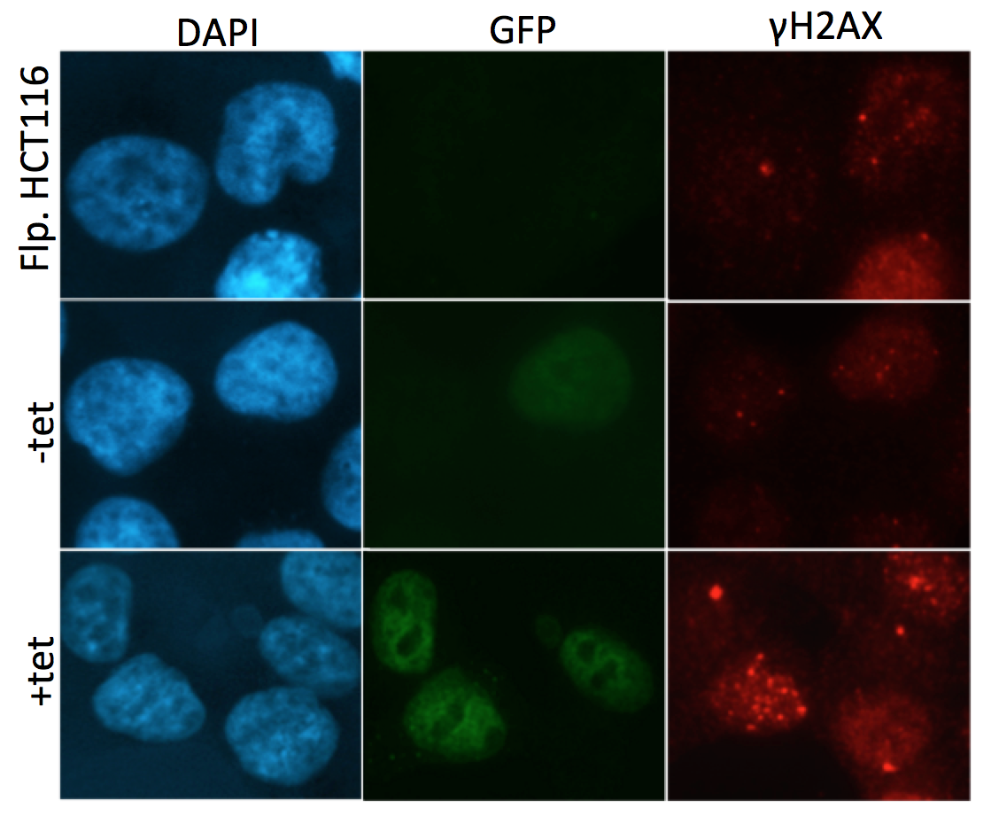 DAPI
GFP
γH2AX
Flp. HCT116
-tet
+tet